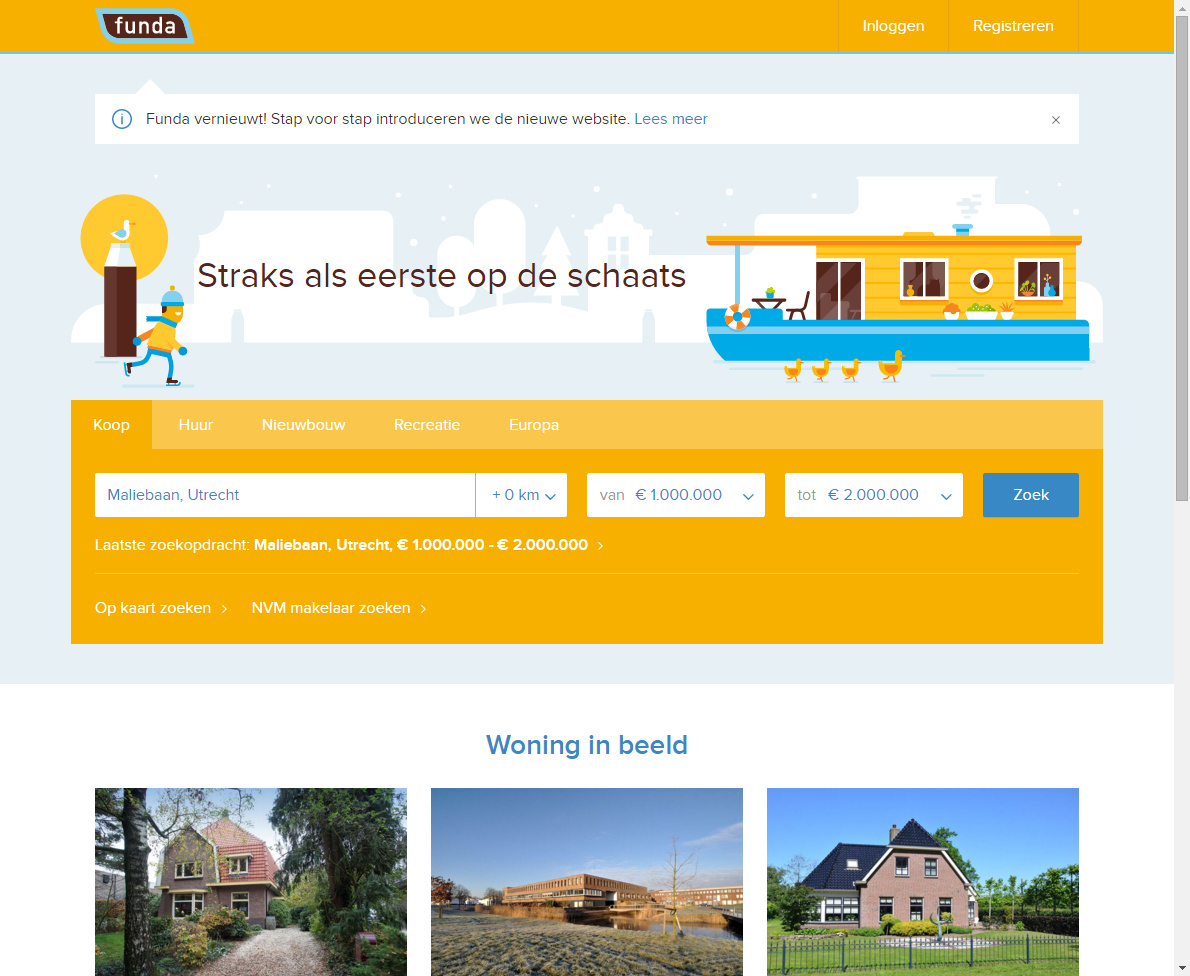 funda
Inloggen
Registreren
Funda vernieuwt! Stap voor stap introduceren we de nieuwe website. Lees meer
Straks als eerste op de schaats
Koop
Huur
Nieuwbouw
Recreatie
Europa
Maliebaan, Utrecht
+ 0 km
van € 1.000.000
tot € 2.000.000
Zoek
Laatste zoekopdracht: Maliebaan, Utrecht, € 1.000.000 - € 2.000.000
Op kaart zoeken
NVM makelaar zoeken
Woning in beeld